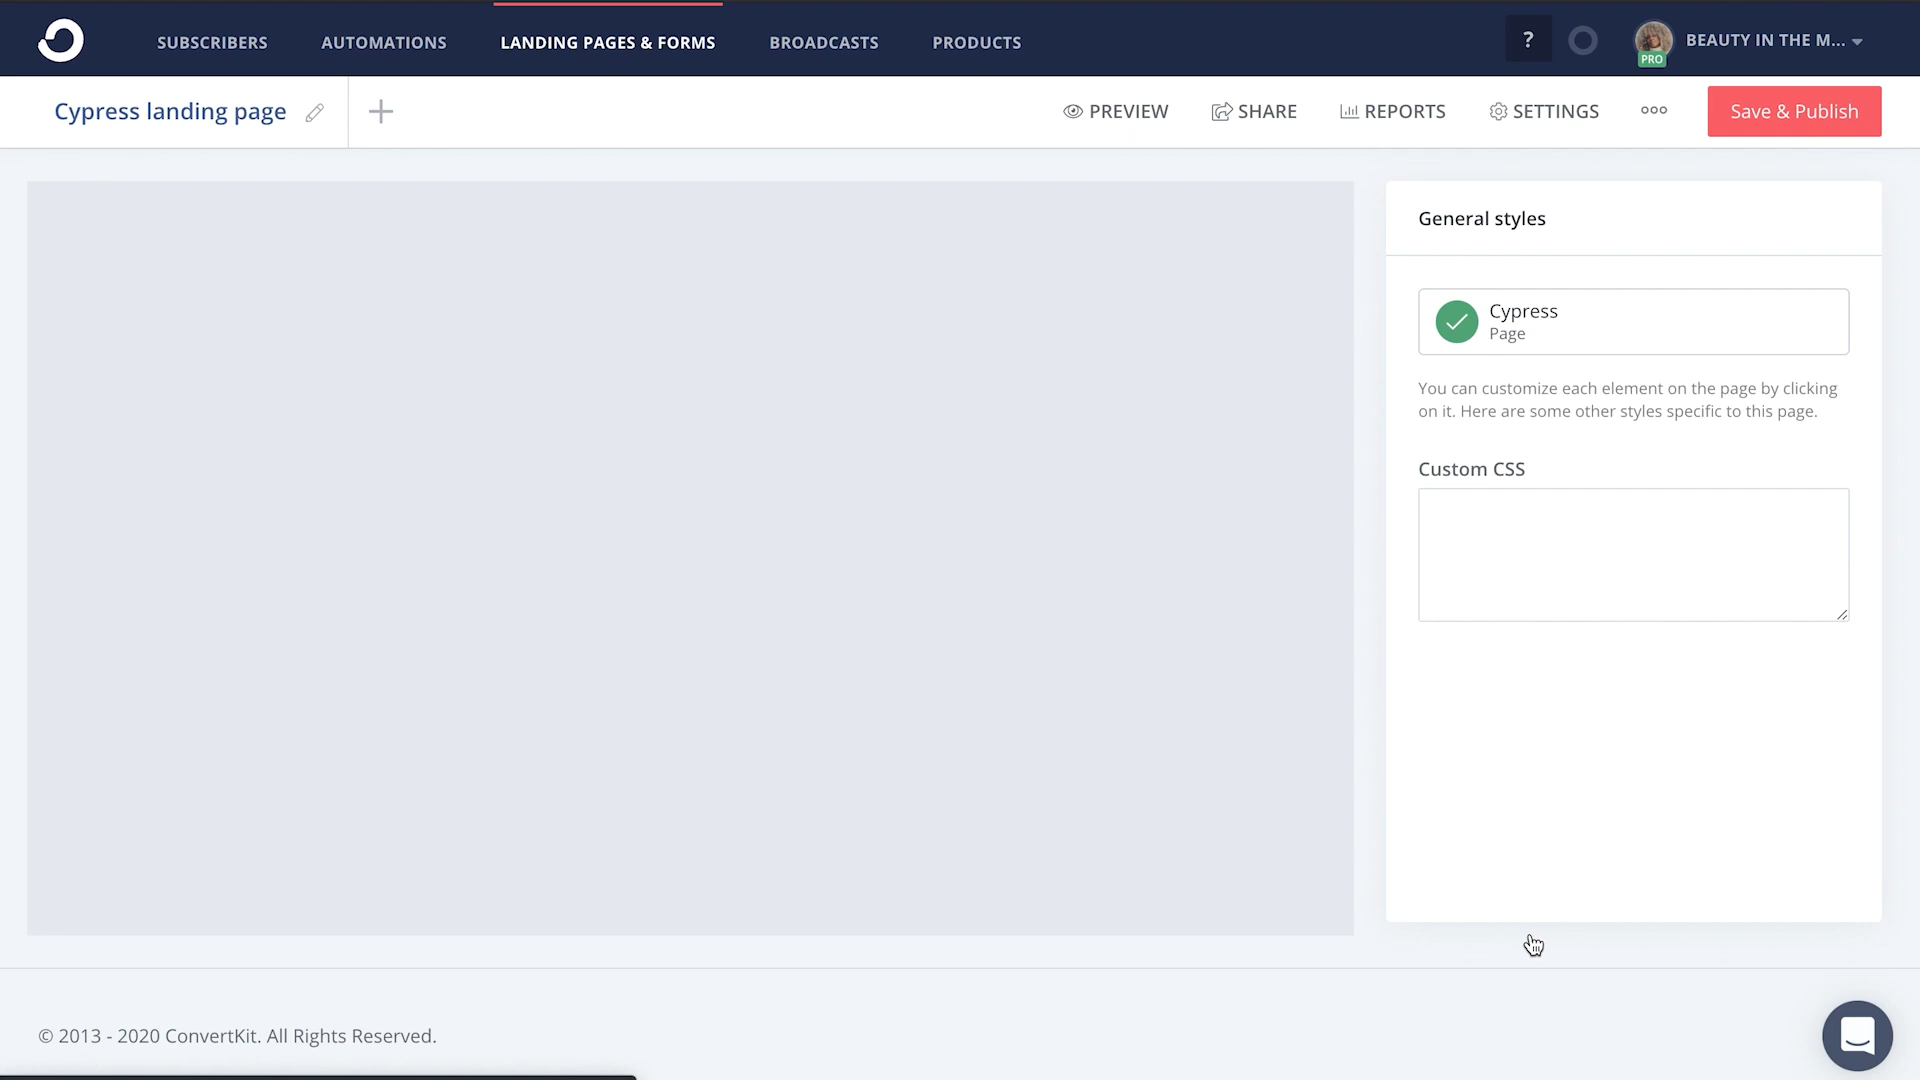 SUBSCRIBERS
AUTOMATIONS
LANDING PAGES & FORMS
BROADCASTS
PRODUCTS
?
PRO
BEAUTY IN THE M...
Cypress landing page
PREVIEW
SHARE
REPORTS
SETTINGS
Save & Publish
General styles
Cypress
Page
You can customize each element on the page by clicking
on it. Here are some other styles specific to this page.
Custom CSS
© 2013 - 2020 ConvertKit. All Rights Reserved.